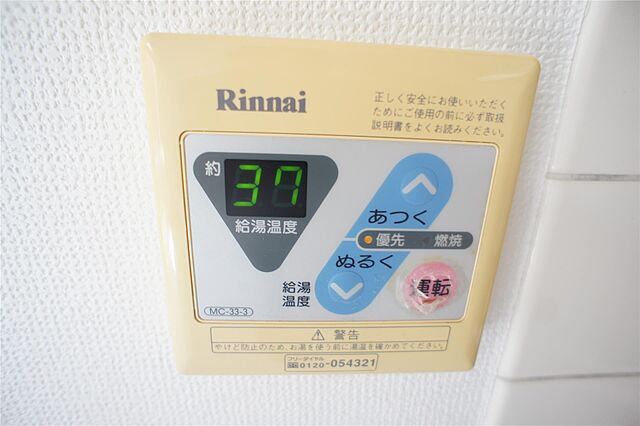 Rinnai
正しく安全にお使いいただく
ためにご使用の前に必ず取扱
説明書をよくお読みください。
約
37
給湯温度
あつく
優先 燃焼
ぬるく
給湯
温度
運転
MC-33-3
警告
やけど防止のため、お湯を使う前に湯温を確かめてください。
フリーダイヤル
0120-054321